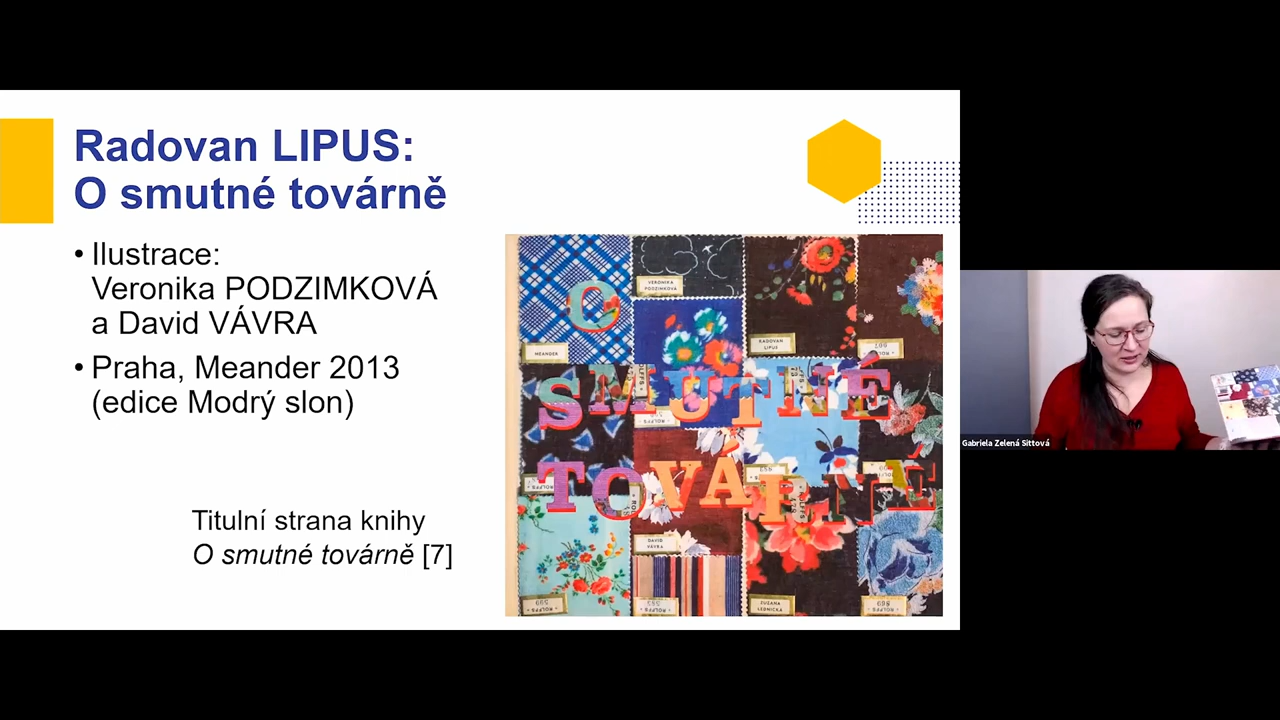 Radovan LIPUS:
O smutné továrně
• Ilustrace:
Veronika PODZIMKOVÁ
a David VÁVRA
• Praha, Meander 2013
(edice Modrý slon)
Titulní strana knihy
O smutné továrně [7]
O
SMUTNÉ
TOVÁRNĚ
VERONIKA
PODZIMKOVÁ
MEANDER
RADOVAN
LIPUS
DAVID
VÁVRA
ZUZANA
LEDNICKÁ
Gabriela Zelená Sittová